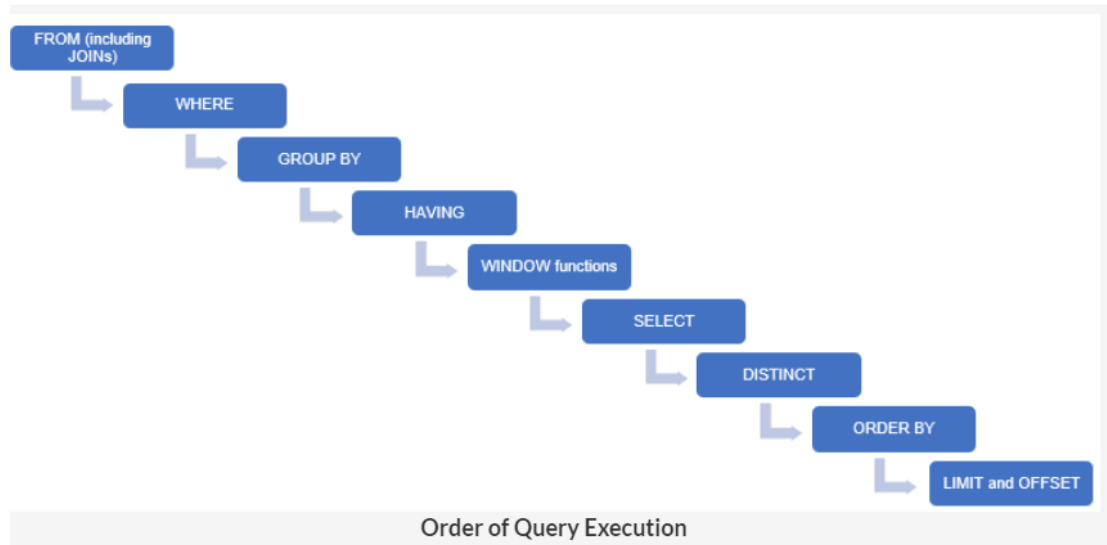 FROM (including
JOINs)
WHERE
GROUP BY
HAVING
WINDOW functions
SELECT
DISTINCT
ORDER BY
LIMIT and OFFSET
Order of Query Execution